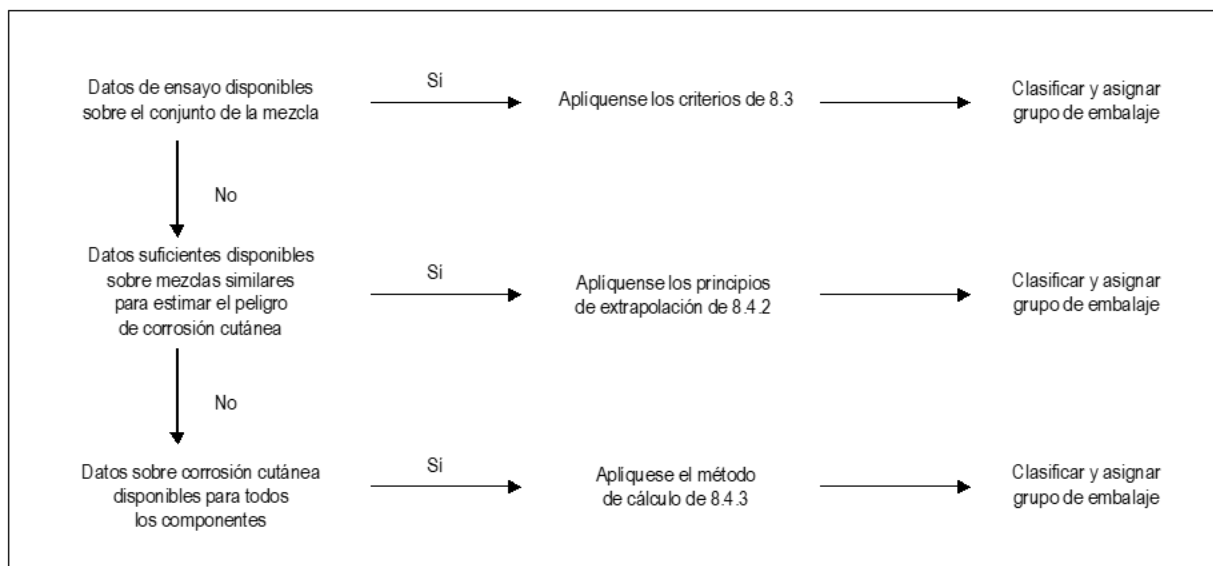 Datos de ensayo disponibles
sobre el conjunto de la mezcla
Sí
Aplíquense los criterios de 8.3
Clasificar y asignar
grupo de embalaje
No
Datos suficientes disponibles
sobre mezclas similares
para estimar el peligro
de corrosión cutánea
Sí
Aplíquense los principios
de extrapolación de 8.4.2
Clasificar y asignar
grupo de embalaje
No
Datos sobre corrosión cutánea
disponibles para todos
los componentes
Sí
Aplíquese el método
de cálculo de 8.4.3
Clasificar y asignar
grupo de embalaje